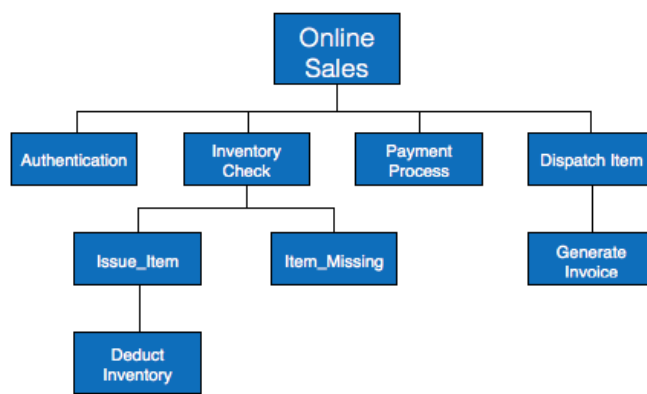 Online
Sales
Authentication
Inventory
Check
Payment
Process
Dispatch Item
Issue_Item
Item_Missing
Generate
Invoice
Deduct
Inventory